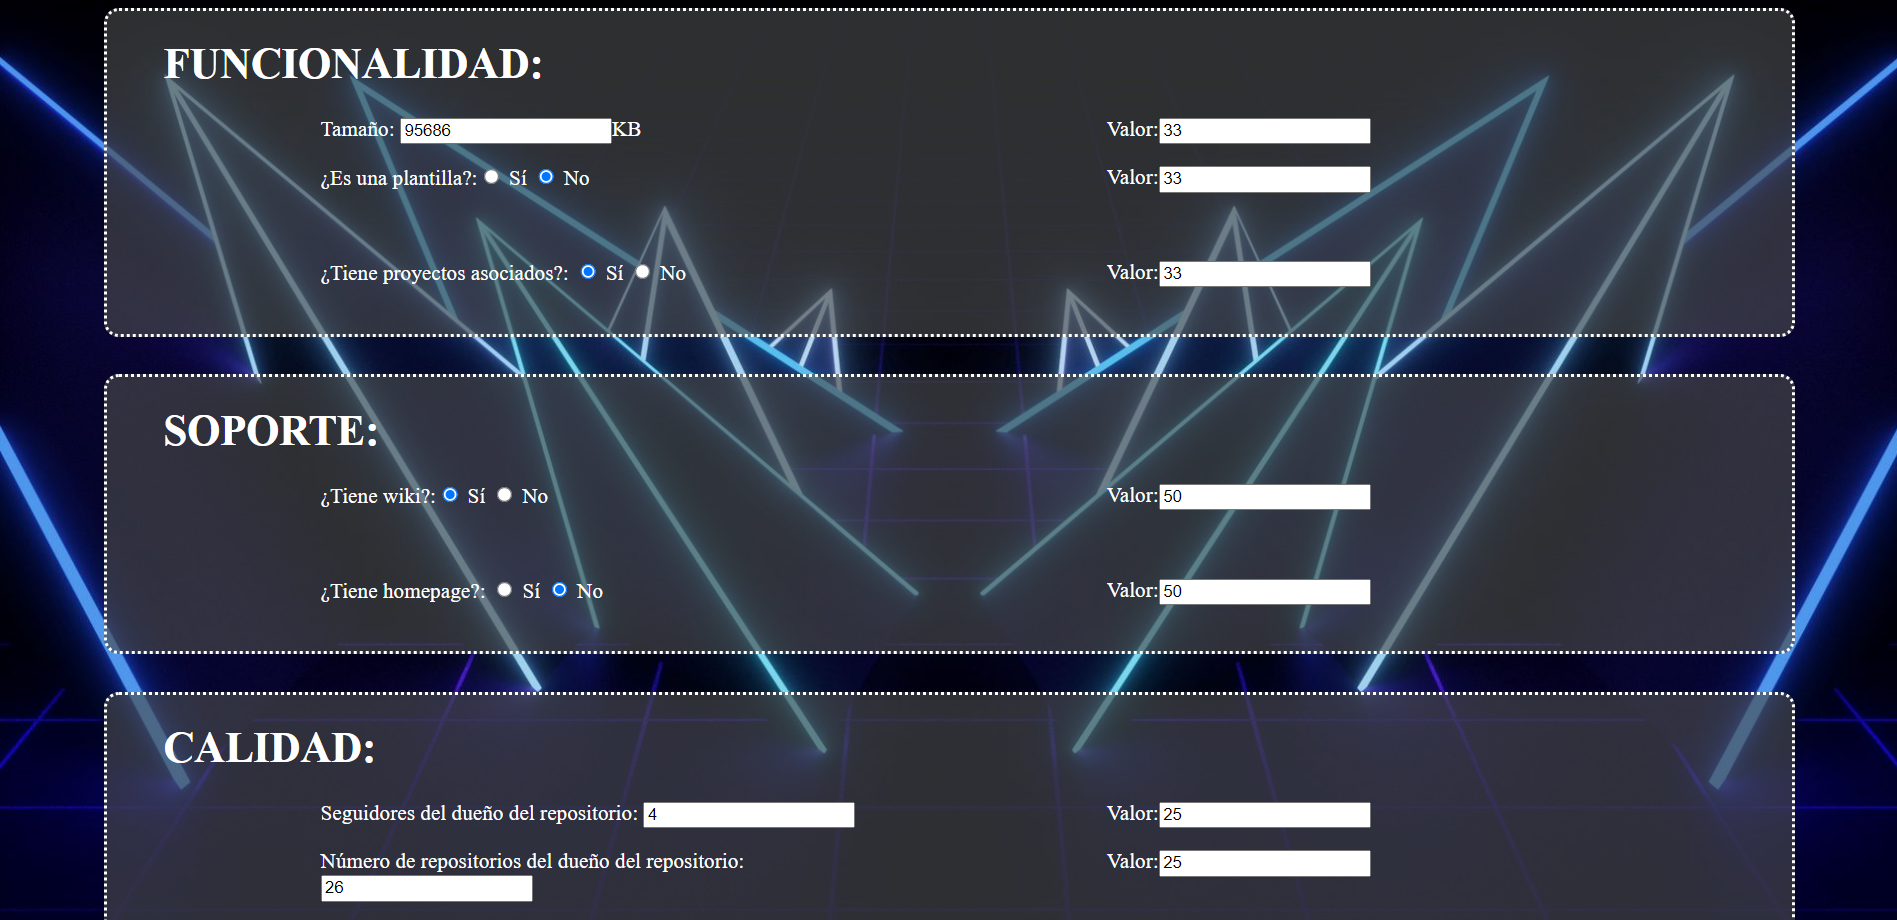 FUNCIONALIDAD:
Tamaño: 95686 KB Valor: 33
¿Es una plantilla?: Sí No Valor: 33
¿Tiene proyectos asociados?: Sí No Valor: 33
SOPORTE:
¿Tiene wiki?: Sí No Valor: 50
¿Tiene homepage?: Sí No Valor: 50
CALIDAD:
Seguidores del dueño del repositorio: 4 Valor: 25
Número de repositorios del dueño del repositorio: Valor: 25
26